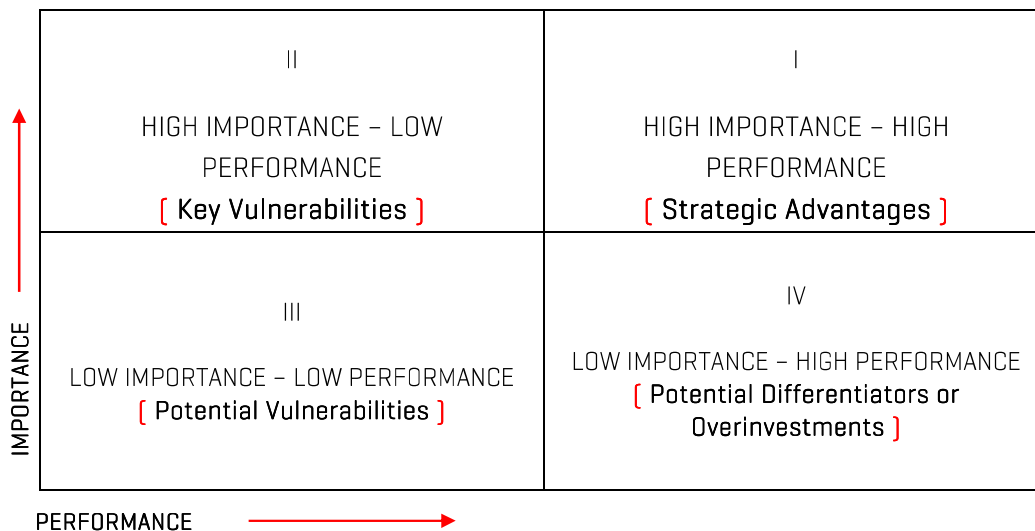 II
HIGH IMPORTANCE – LOW
PERFORMANCE
[ Key Vulnerabilities ]
I
HIGH IMPORTANCE – HIGH
PERFORMANCE
[ Strategic Advantages ]
III
LOW IMPORTANCE – LOW PERFORMANCE
[ Potential Vulnerabilities ]
IV
LOW IMPORTANCE – HIGH PERFORMANCE
[ Potential Differentiators or
Overinvestments ]
IMPORTANCE
PERFORMANCE